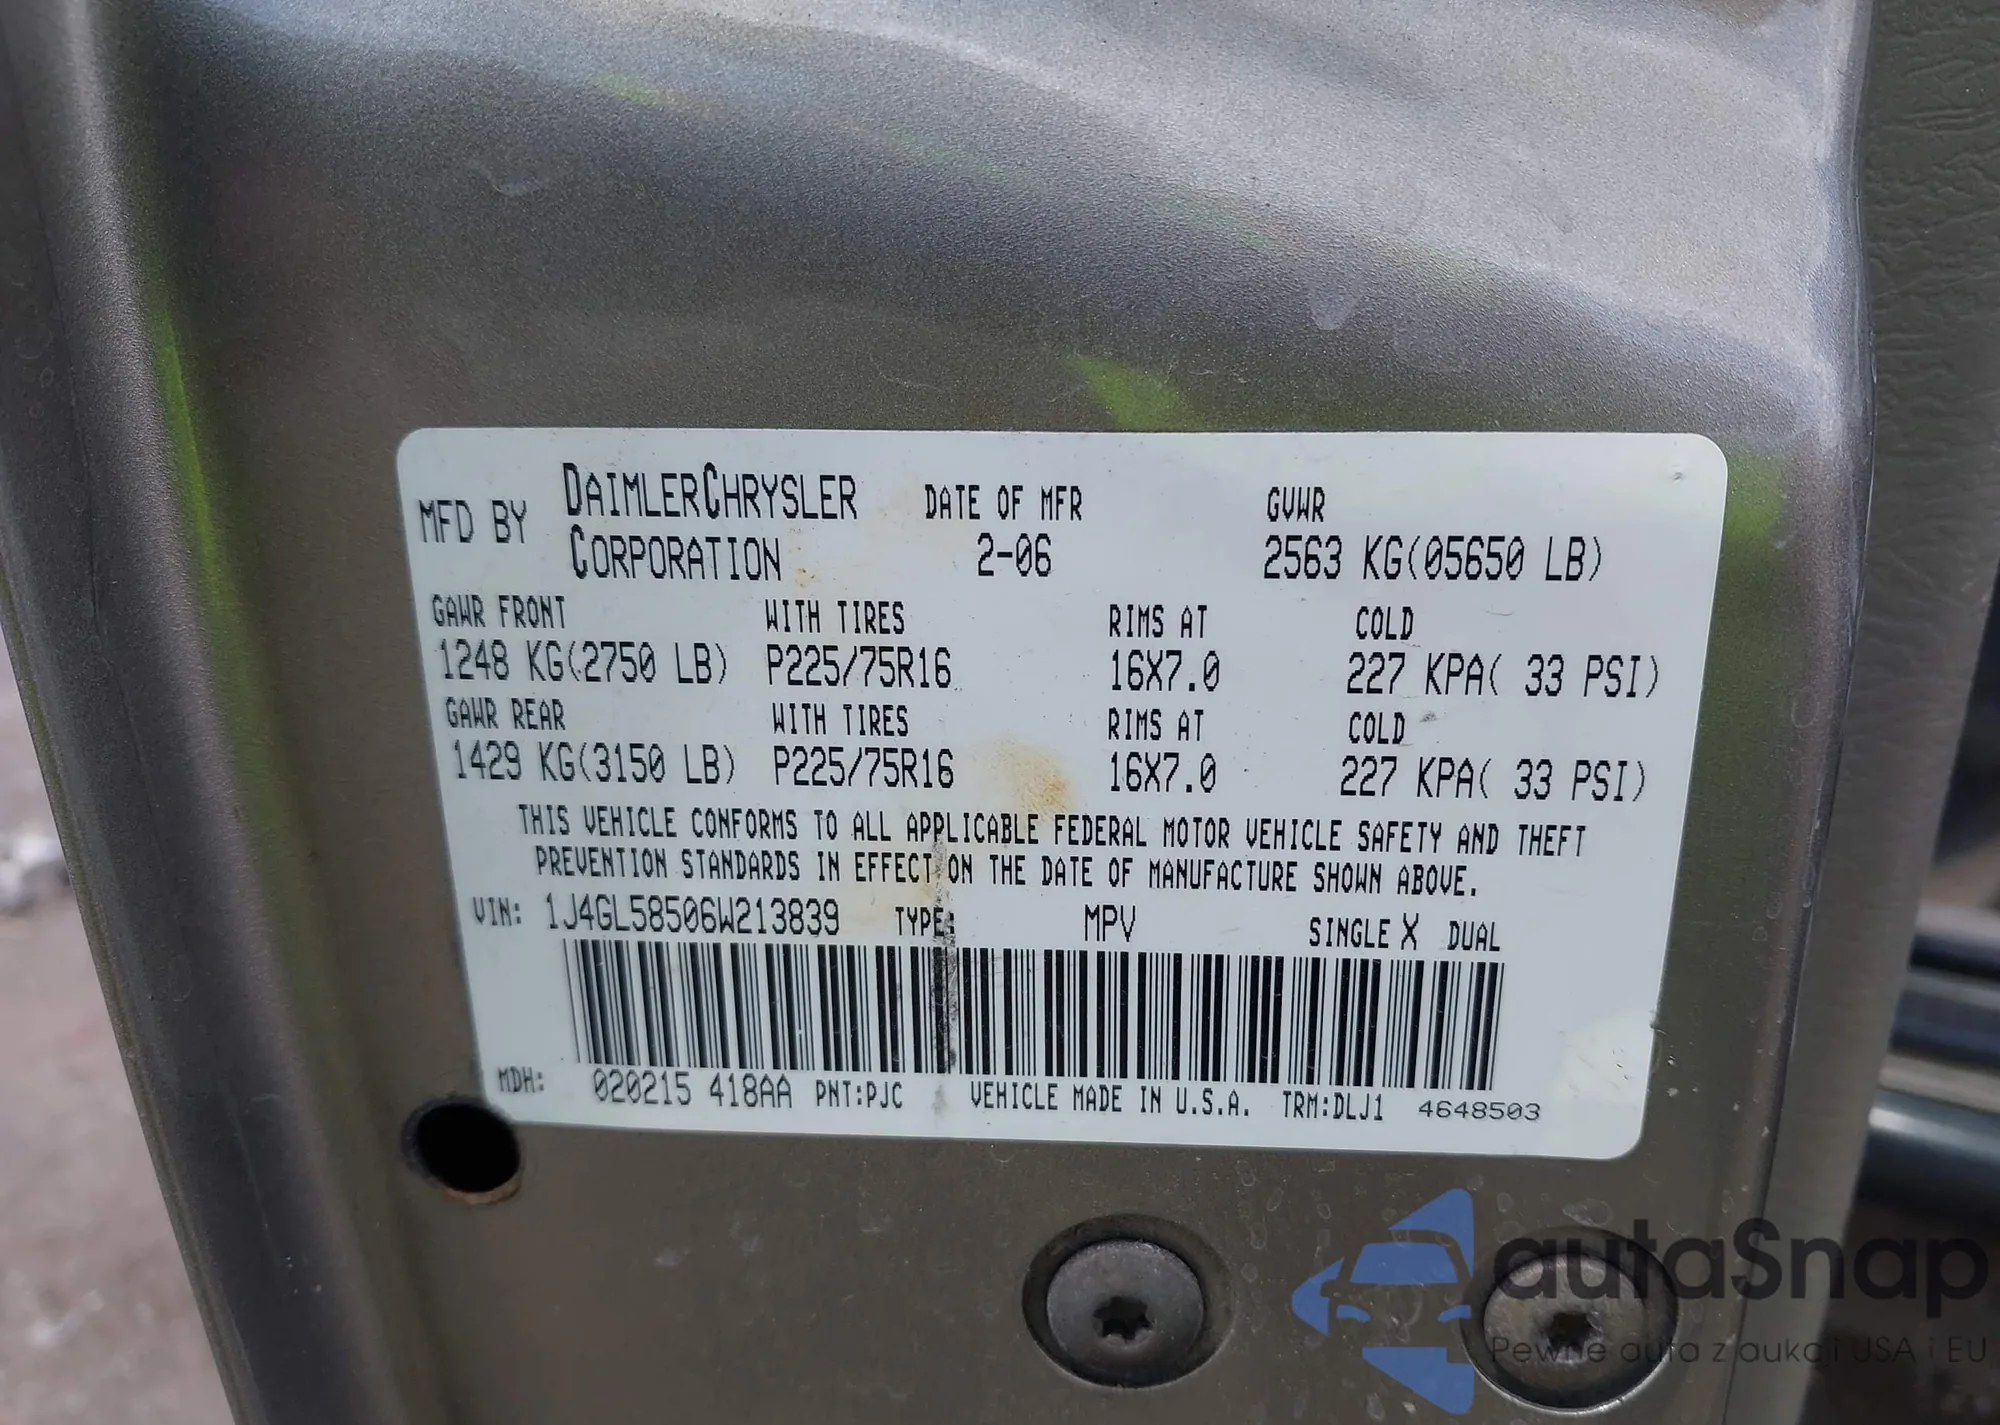 MFD BY DAIMLERCHRYSLER CORPORATION
DATE OF MFR 2-06
GVWR 2563 KG(05650 LB)
GAWR FRONT WITH TIRES RIMS AT COLD
1248 KG(2750 LB) P225/75R16 16X7.0 227 KPA( 33 PSI)
GAWR REAR WITH TIRES RIMS AT COLD
1429 KG(3150 LB) P225/75R16 16X7.0 227 KPA( 33 PSI)
THIS VEHICLE CONFORMS TO ALL APPLICABLE FEDERAL MOTOR VEHICLE SAFETY AND THEFT
PREVENTION STANDARDS IN EFFECT ON THE DATE OF MANUFACTURE SHOWN ABOVE.
VIN: 1J4GL58506W213839 TYPE: MPV SINGLE X DUAL
MDH: 020215 418AA PNT:PJC VEHICLE MADE IN U.S.A. TRM:DLJ1 4648503
autaSnap
Pewne auta z aukcji USA i EU